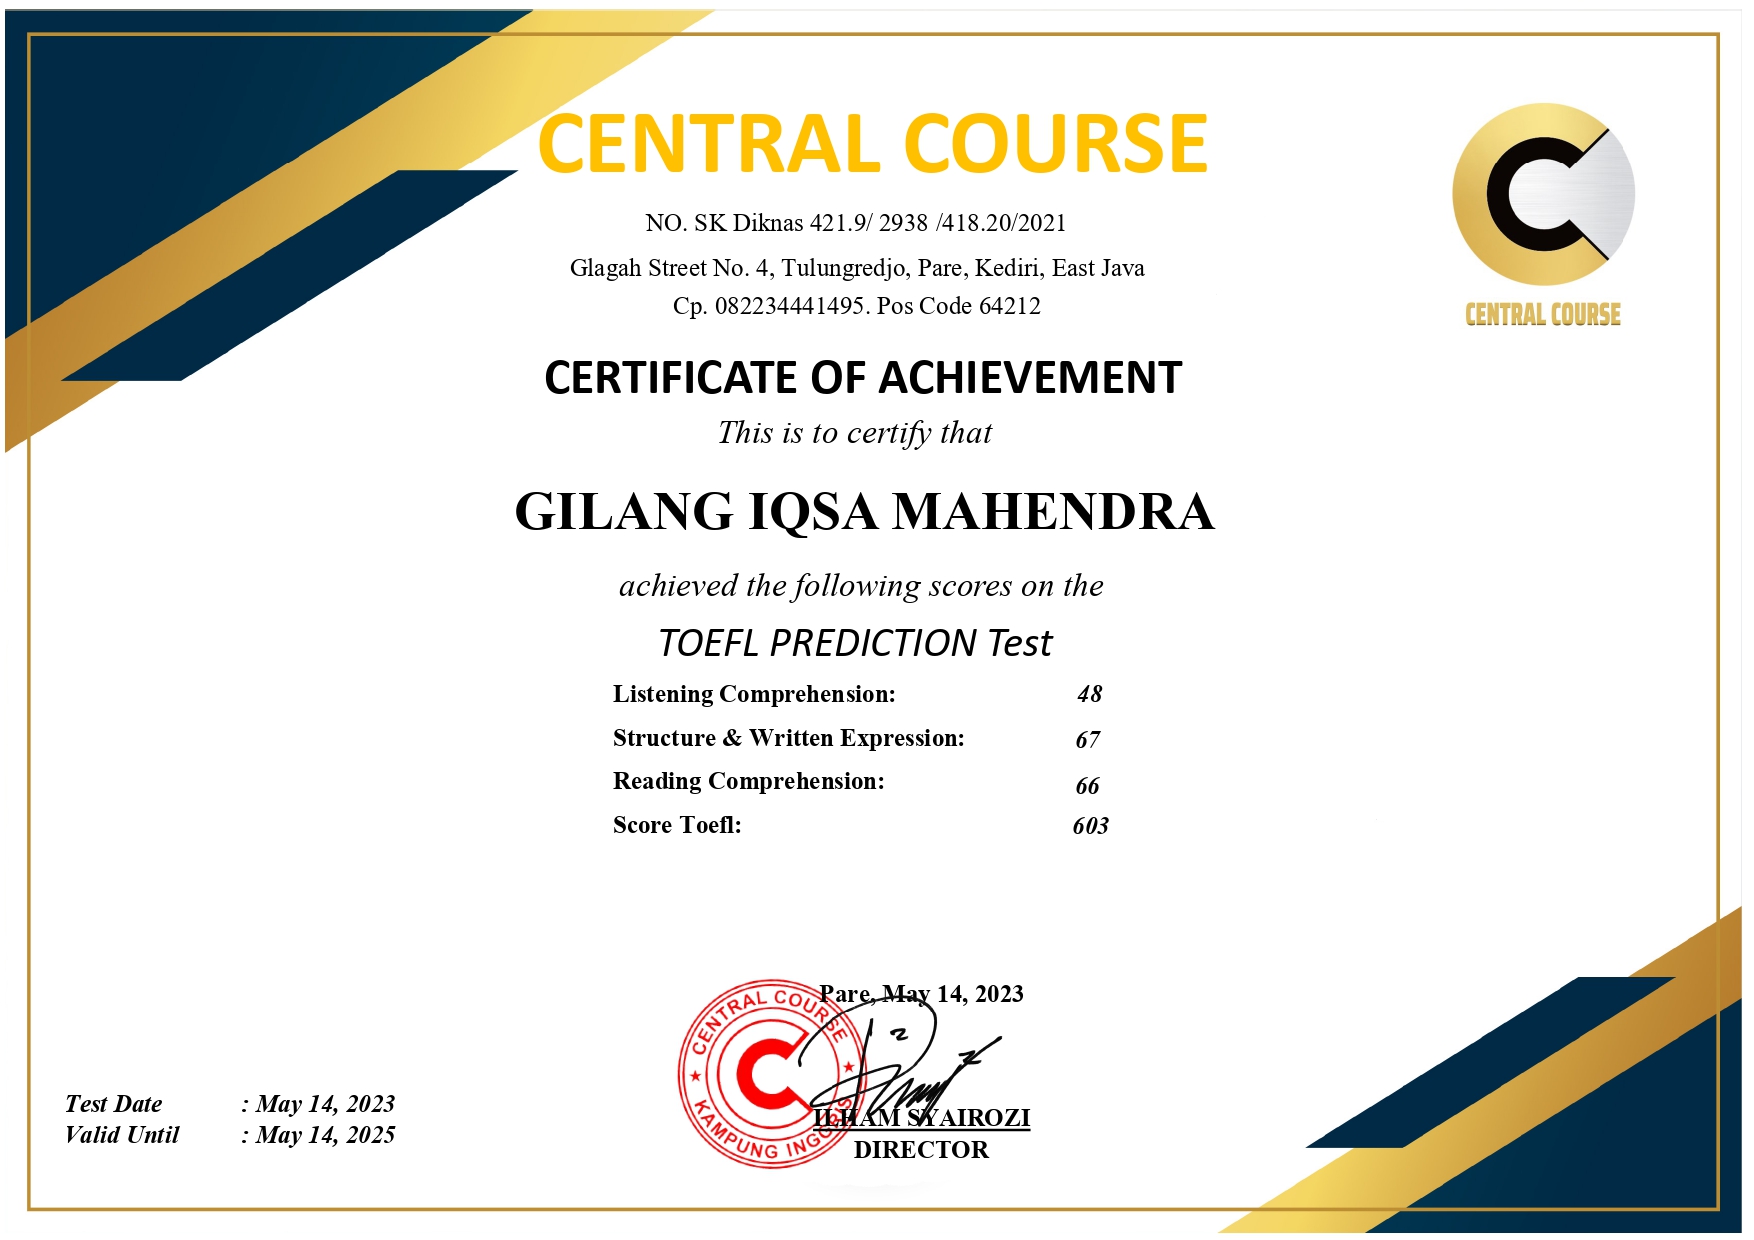 CENTRAL COURSE
NO. SK Diknas 421.9/ 2938 /418.20/2021
Glagah Street No. 4, Tulungredjo, Pare, Kediri, East Java
Cp. 082234441495. Pos Code 64212
CENTRAL COURSE
CERTIFICATE OF ACHIEVEMENT
This is to certify that
GILANG IQSA MAHENDRA
achieved the following scores on the
TOEFL PREDICTION Test
Listening Comprehension: 48
Structure & Written Expression: 67
Reading Comprehension: 66
Score Toefl: 603
Pare, May 14, 2023
CENTRAL COURSE
KAMPUNG INGGRIS
ILHAM SYAIROZI
DIRECTOR
Test Date : May 14, 2023
Valid Until : May 14, 2025